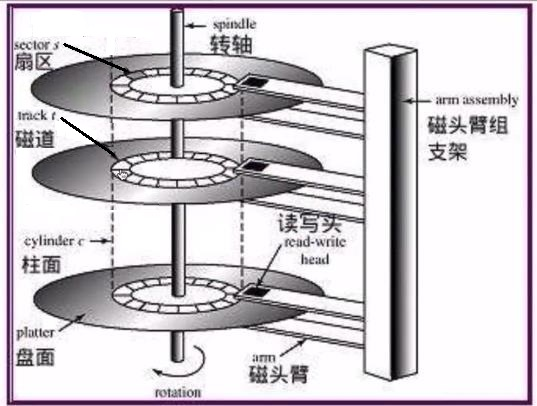 spindle
转轴
sector s
扇区
track t
磁道
arm assembly
磁头臂组
支架
cylinder c
柱面
读写头
read-write
head
platter
盘面
arm
磁头臂
rotation